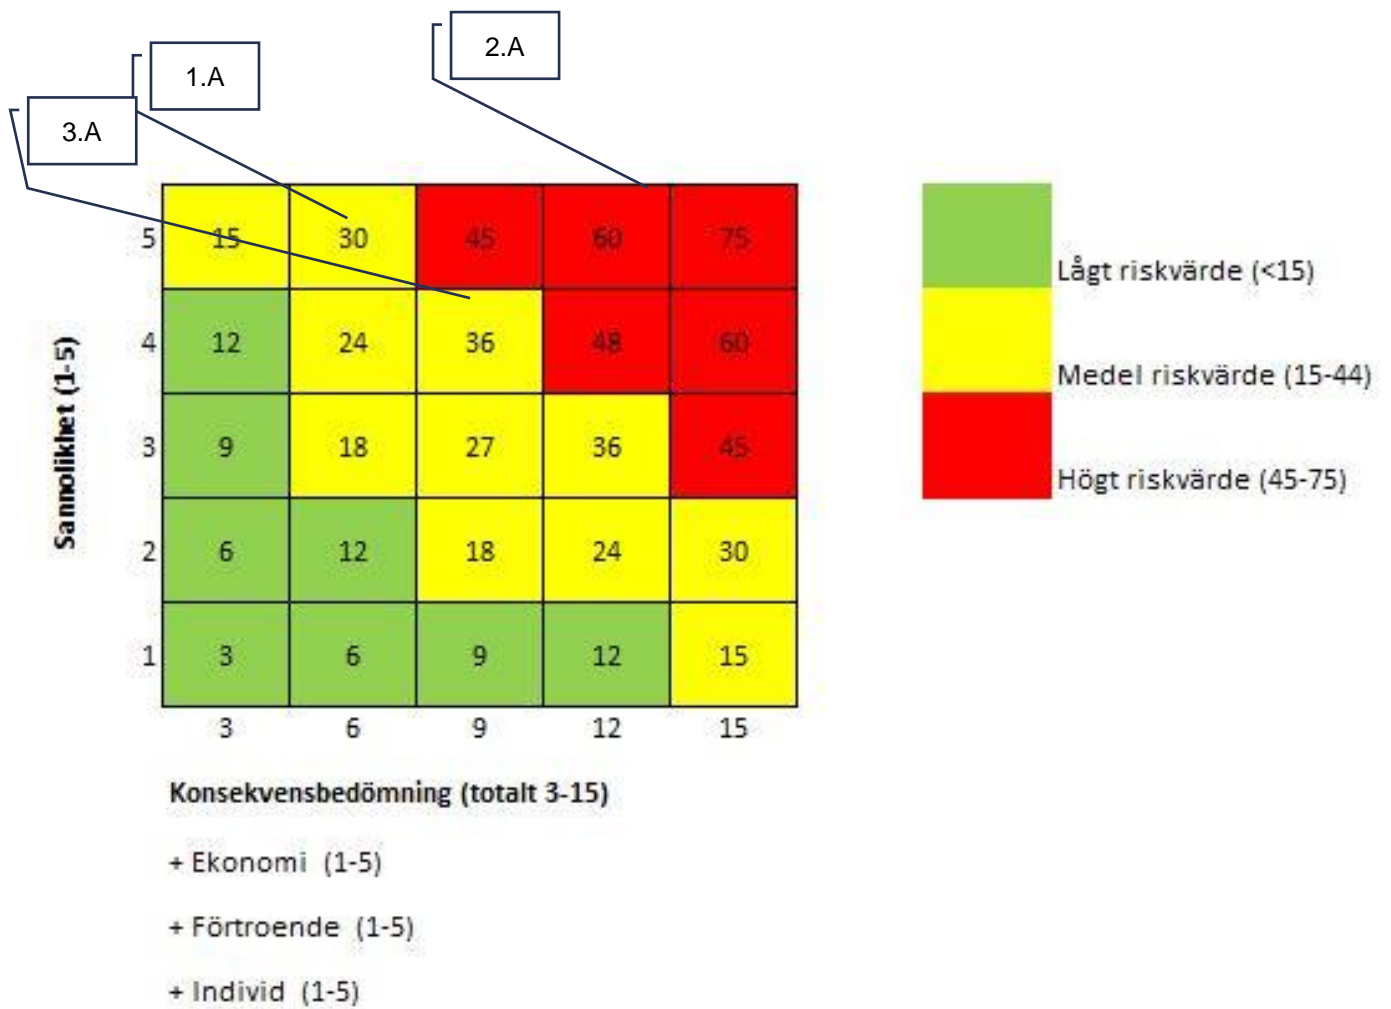 2.A
1.A
3.A
5 15 30 45 60 75
Lågt riskvärde (<15)
4 12 24 36 48 60
Medel riskvärde (15-44)
3 9 18 27 36 45
Högt riskvärde (45-75)
2 6 12 18 24 30
1 3 6 9 12 15
3 6 9 12 15
Sannolikhet (1-5)
Konsekvensbedömning (totalt 3-15)
+ Ekonomi (1-5)
+ Förtroende (1-5)
+ Individ (1-5)